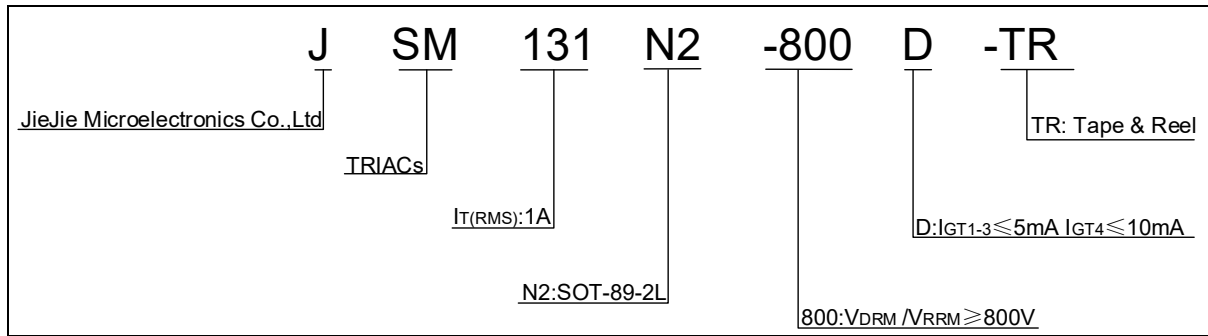 J SM 131 N2 -800 D -TR
JieJie Microelectronics Co.,Ltd
TR: Tape & Reel
TRIACs
IT(RMS):1A
D:IGT1-3≤5mA IGT4≤10mA
N2:SOT-89-2L
800:VDRM /VRRM≥800V